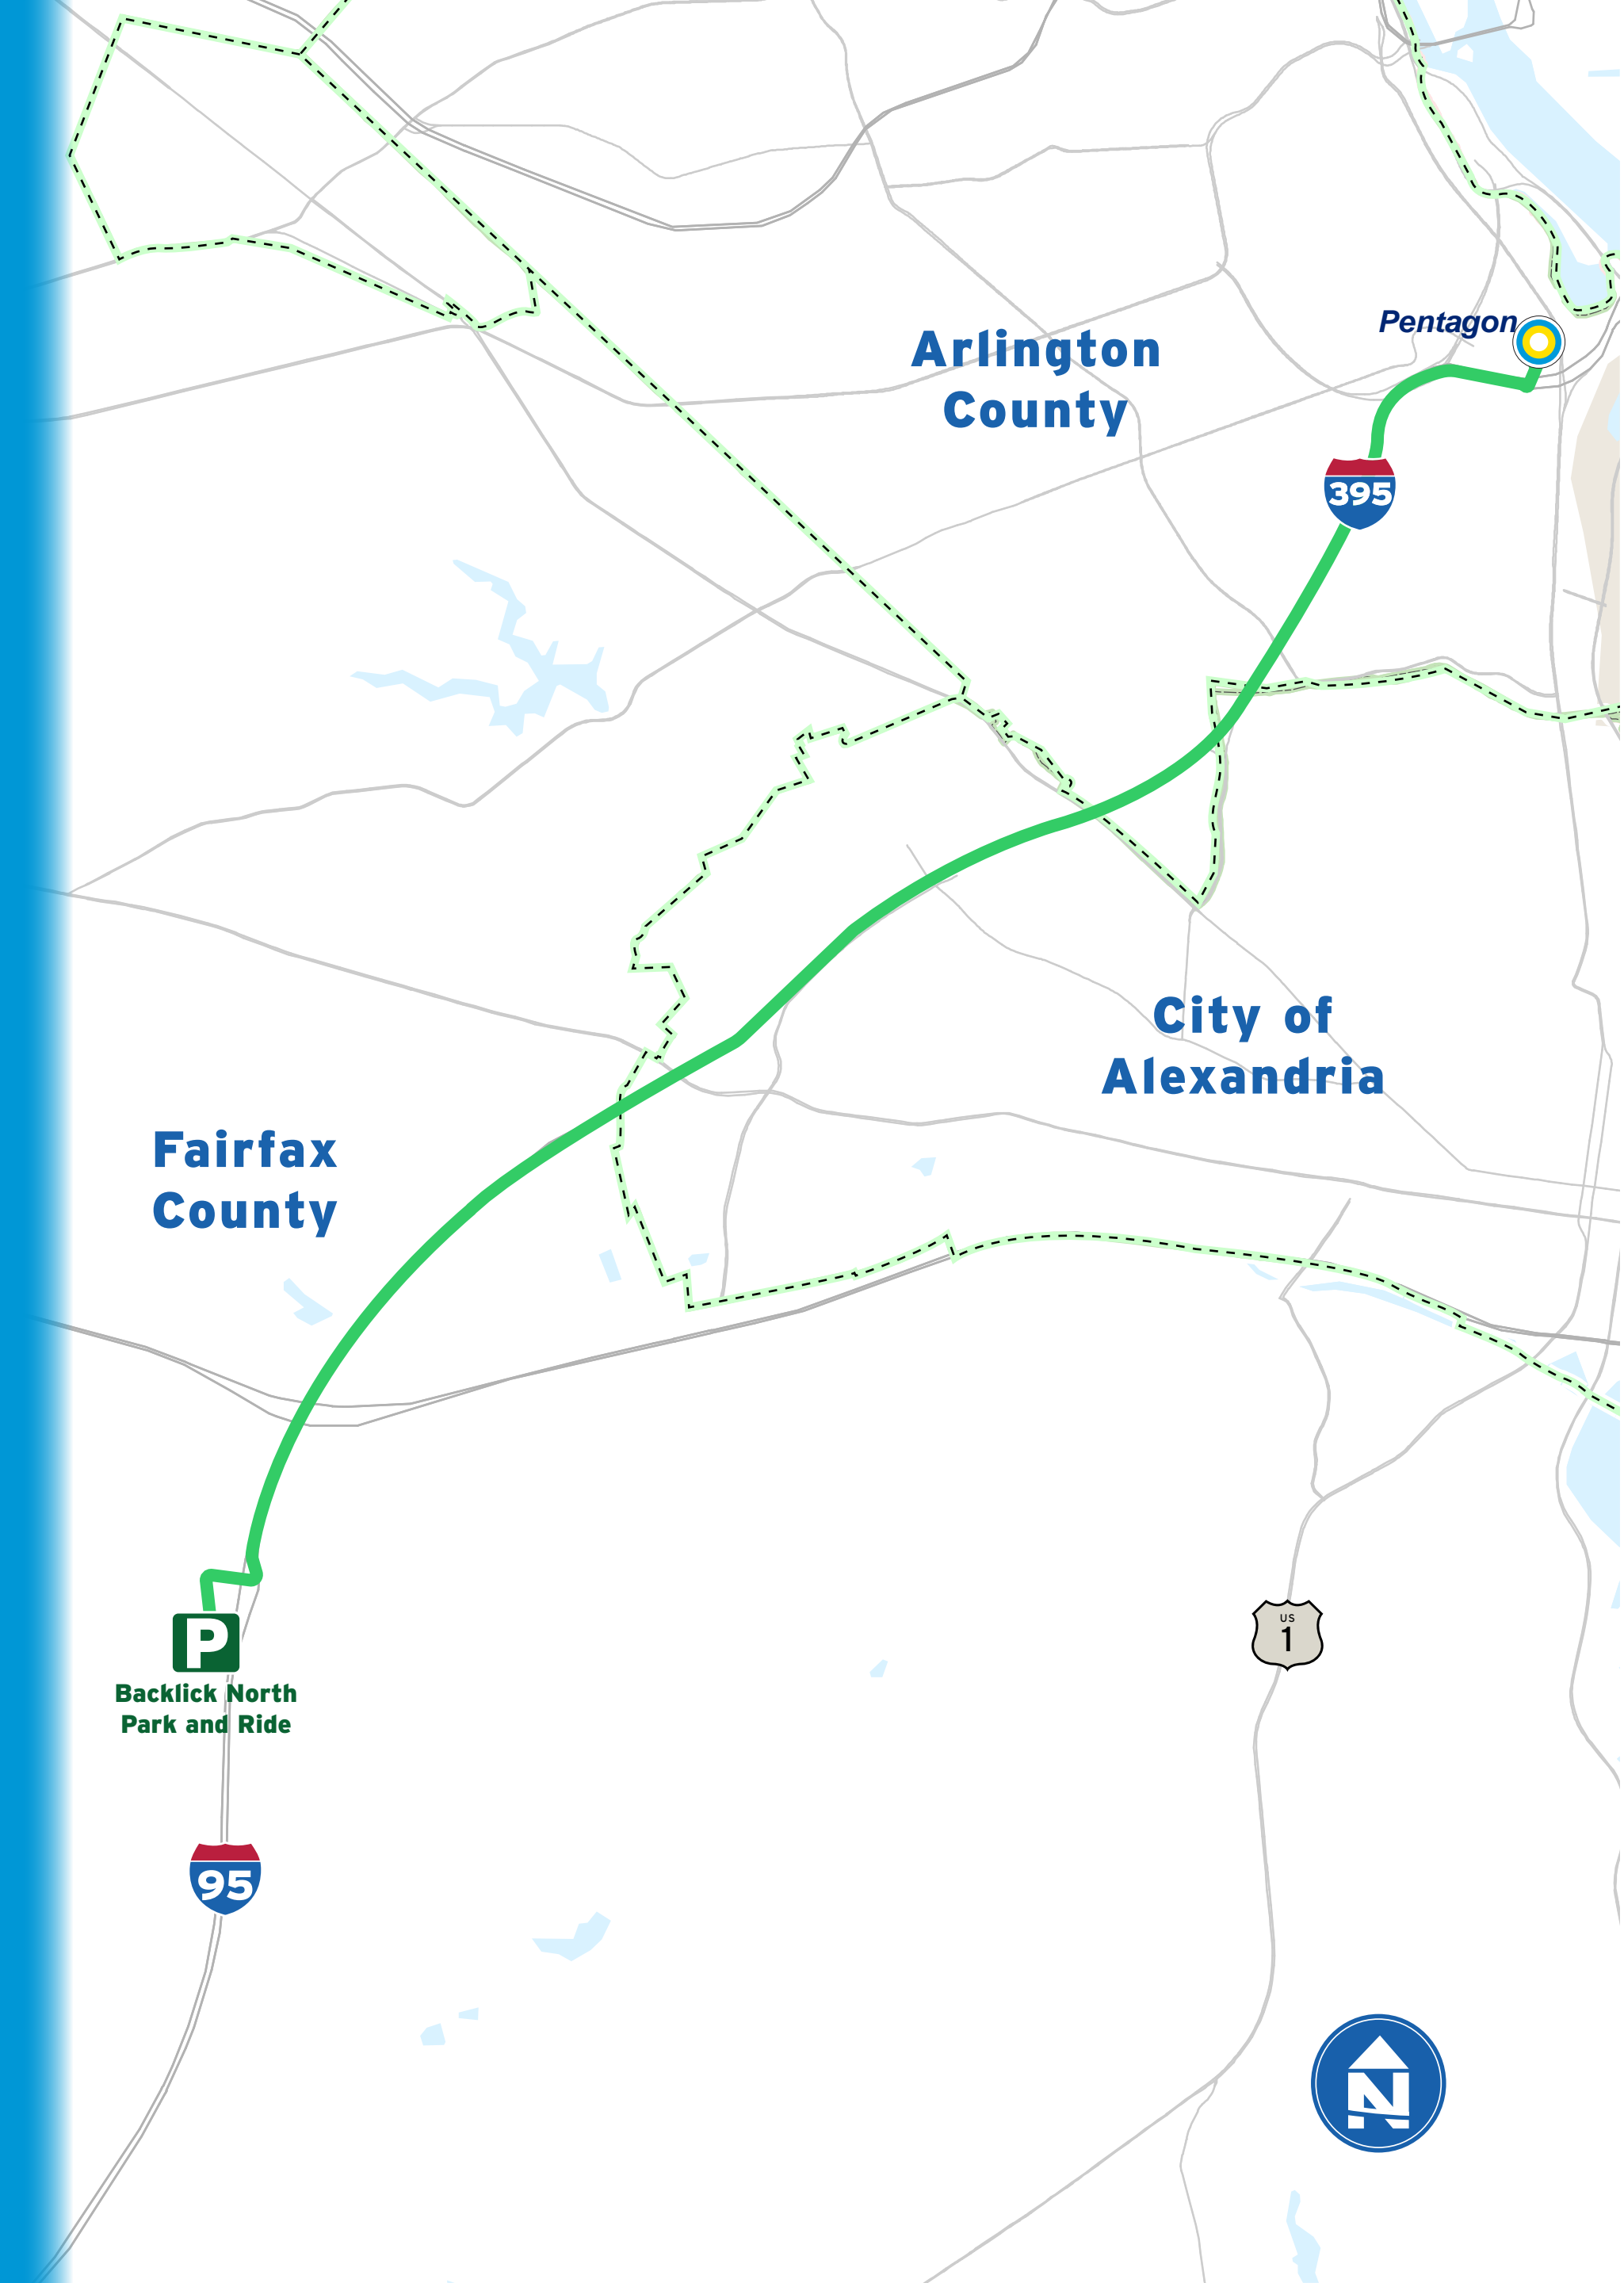 Pentagon
Arlington
County
395
City of
Alexandria
Fairfax
County
P
Backlick North
Park and Ride
US
1
95
N